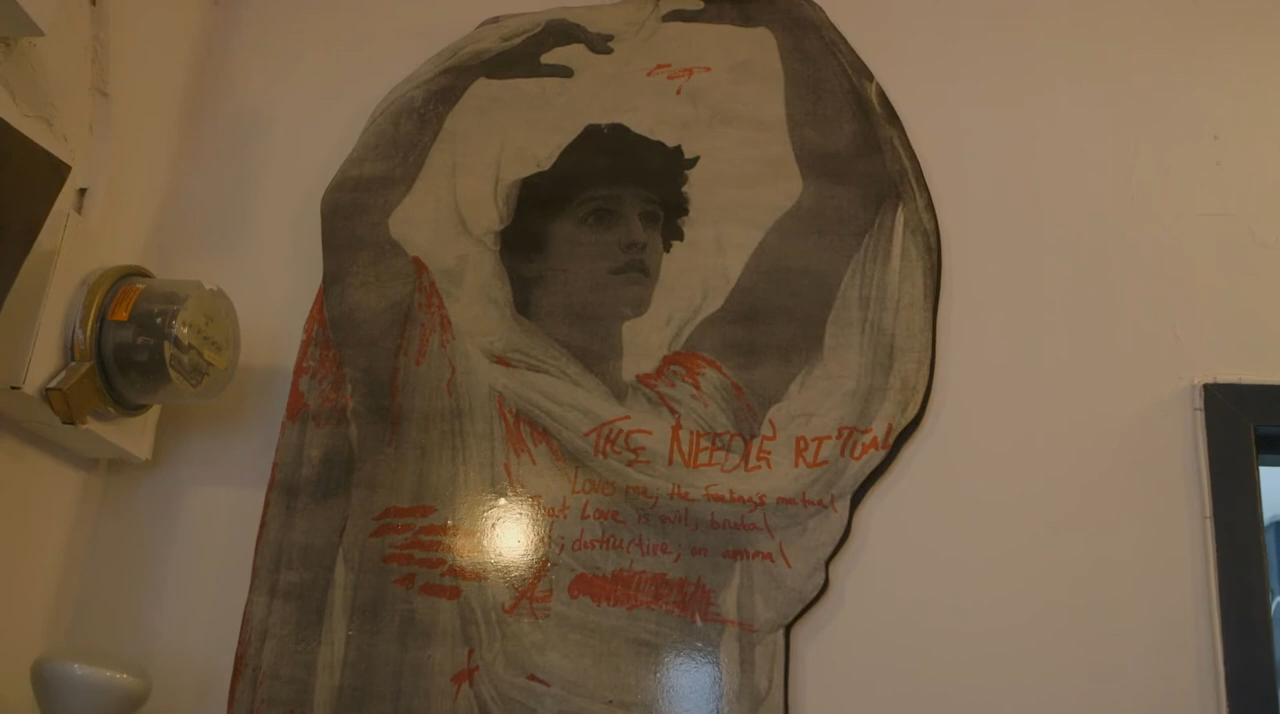 THE NEEDLE RITUAL
Loves me; the feeling's mutual
that Love is evil, brutal
; destructive; an animal